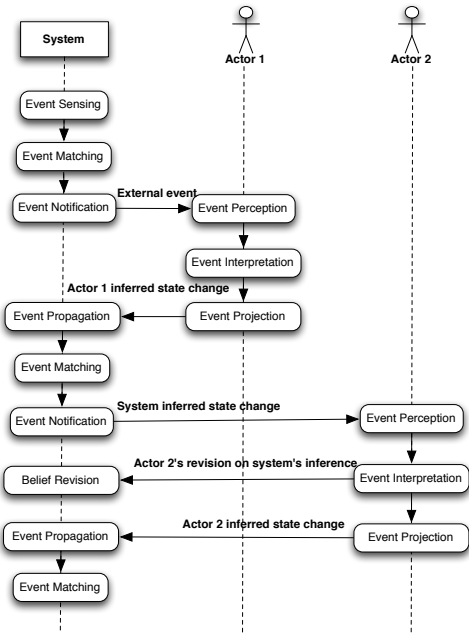 System
Actor 1
Actor 2
Event Sensing
Event Matching
External event
Event Notification
Event Perception
Event Interpretation
Actor 1 inferred state change
Event Propagation
Event Projection
Event Matching
System inferred state change
Event Notification
Event Perception
Actor 2's revision on system's inference
Belief Revision
Event Interpretation
Actor 2 inferred state change
Event Propagation
Event Projection
Event Matching